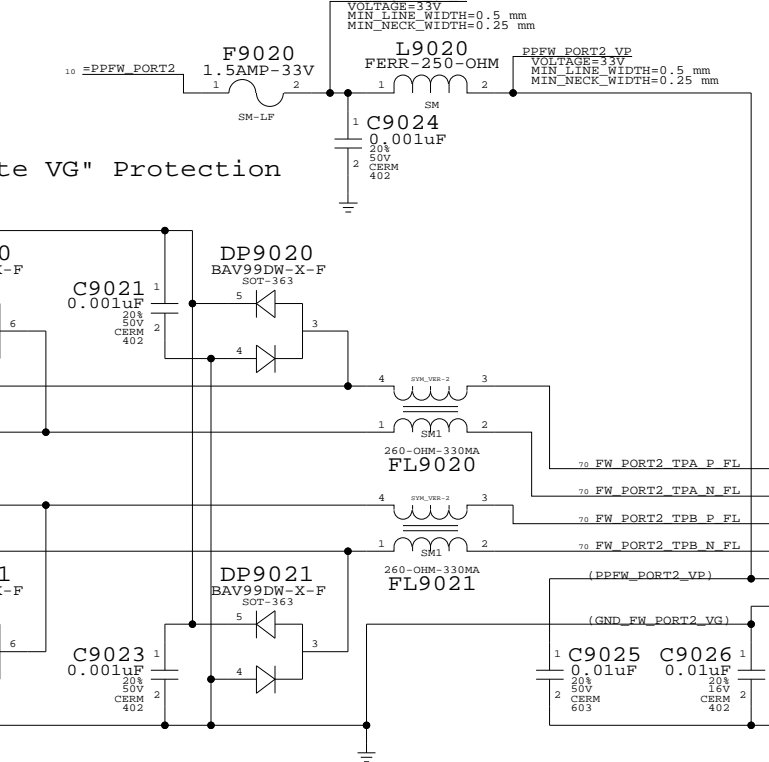 VOLTAGE=33V
MIN_LINE_WIDTH=0.5 mm
MIN_NECK_WIDTH=0.25 mm
F9020
1.5AMP-33V
10 =PPFW_PORT2
1 2
SM-LF
L9020
FERR-250-OHM
1 2
SM
PPFW_PORT2_VP
VOLTAGE=33V
MIN_LINE_WIDTH=0.5 mm
MIN_NECK_WIDTH=0.25 mm
1 C9024
0.001uF
20%
2 50V
CERM
402
te VG" Protection
0
X-F
6
C9021 1
0.001uF
20%
50V 2
CERM
402
DP9020
BAV99DW-X-F
SOT-363
5
3
4
4 SYM_VER-2 3
1 SM1 2
260-OHM-330MA
FL9020
70 FW_PORT2_TPA_P_FL
70 FW_PORT2_TPA_N_FL
70 FW_PORT2_TPB_P_FL
70 FW_PORT2_TPB_N_FL
4 SYM_VER-2 3
1 SM1 2
260-OHM-330MA
FL9021
1
X-F
6
DP9021
BAV99DW-X-F
SOT-363
5
3
4
C9023 1
0.001uF
20%
50V 2
CERM
402
(PPFW_PORT2_VP)
(GND_FW_PORT2_VG)
1 C9025
0.01uF
20%
2 50V
CERM
603
C9026 1
0.01uF
20%
16V 2
CERM
402